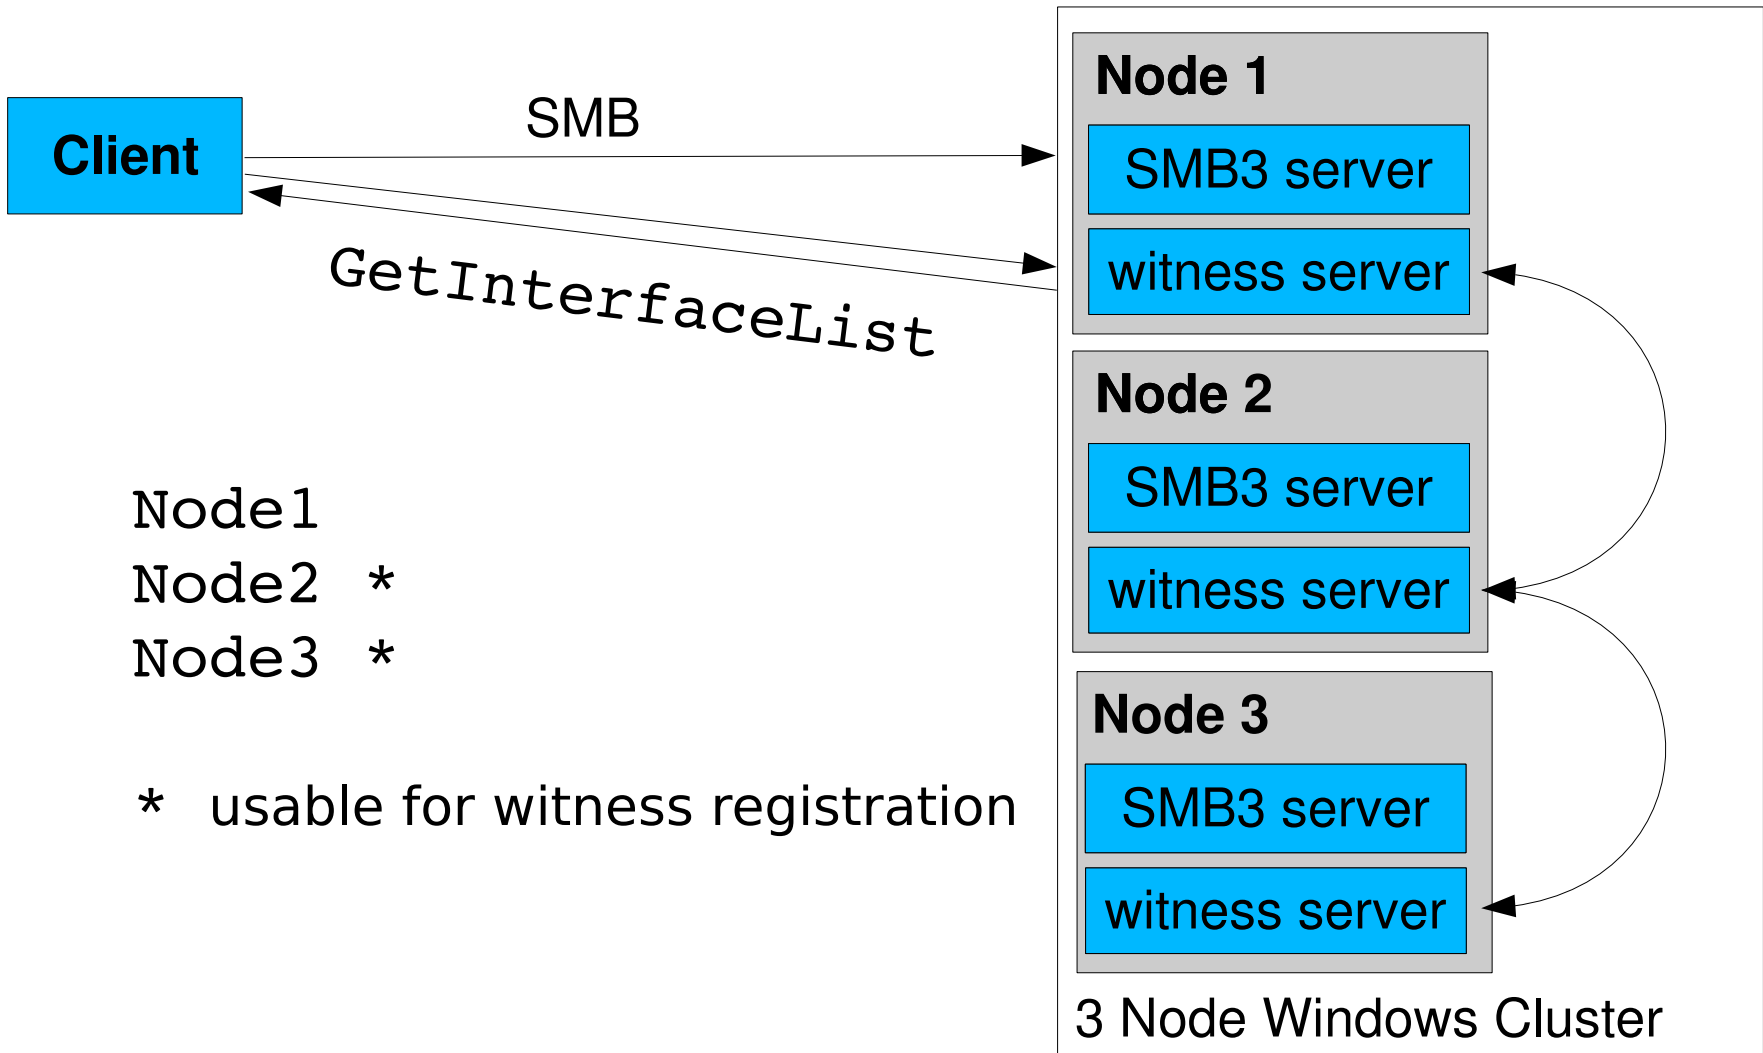 Client
SMB
GetInterfaceList
Node1
Node2 *
Node3 *
* usable for witness registration
Node 1
SMB3 server
witness server
Node 2
SMB3 server
witness server
Node 3
SMB3 server
witness server
3 Node Windows Cluster